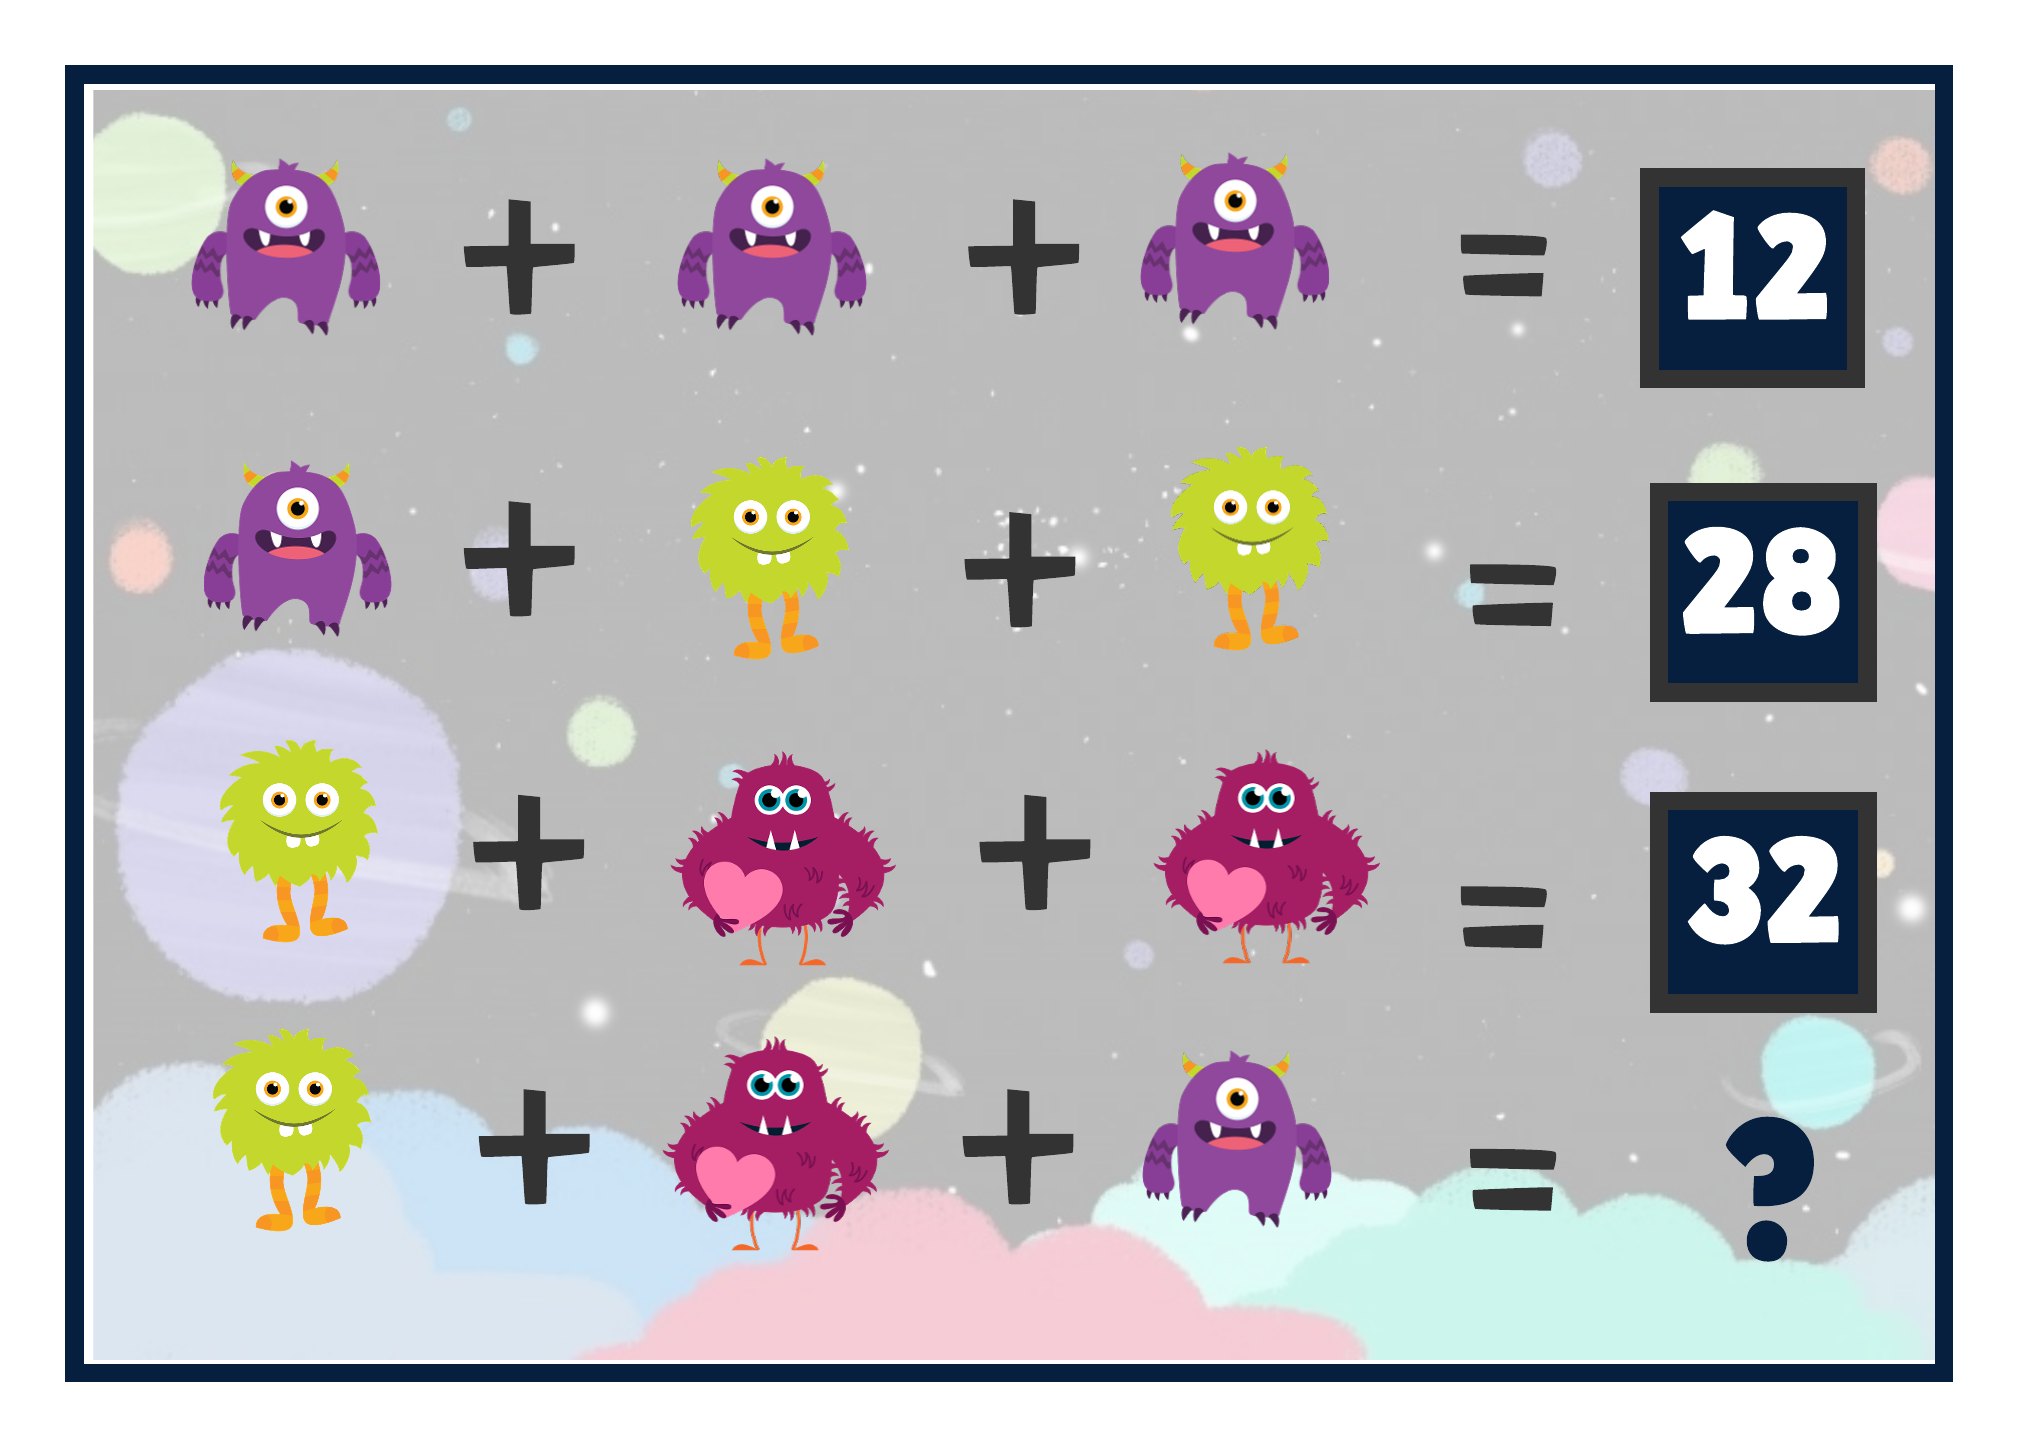 + + = 12
+ + = 28
+ + = 32
+ + = ?